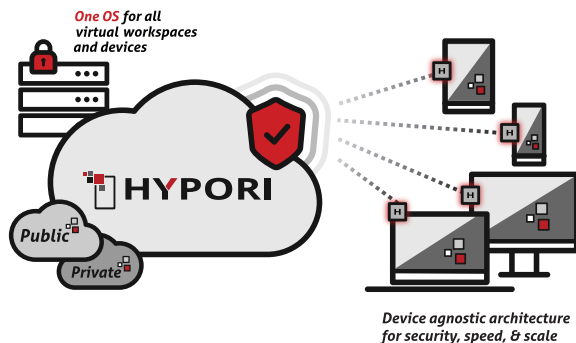 One OS for all
virtual workspaces
and devices
HYPORI
Public
Private
H
H
H
H
Device agnostic architecture
for security, speed, & scale